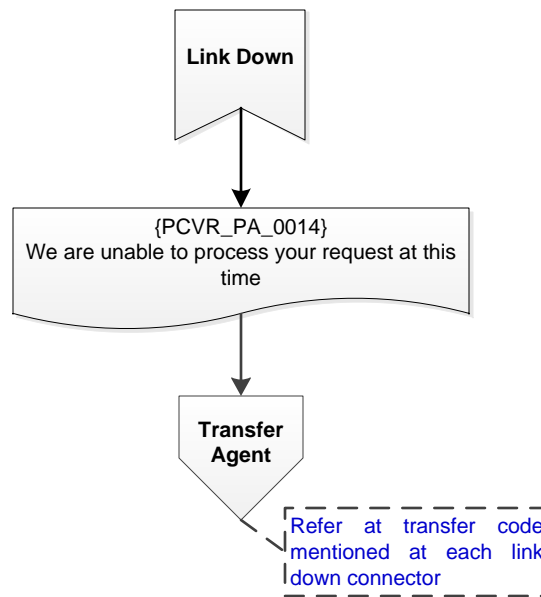 Link Down
{PCVR_PA_0014}
We are unable to process your request at this
time
Transfer
Agent
Refer at transfer code
mentioned at each link
down connector